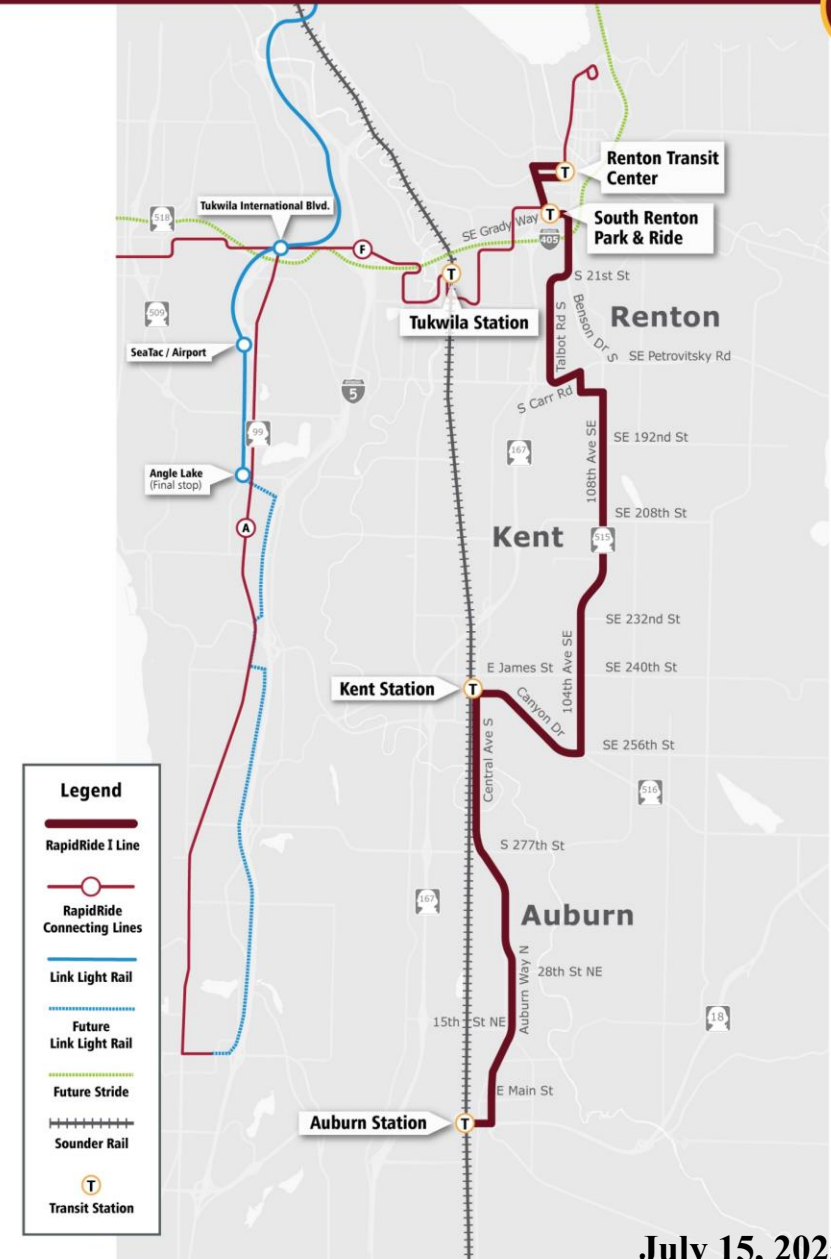 Renton Transit
Center
518
Tukwila International Blvd.
SE Grady Way
South Renton
Park & Ride
F
405
T
S 21st St
509
Tukwila Station
Talbot Rd S
Benson Dr S
Renton
SeaTac / Airport
SE Petrovitsky Rd
5
S Carr Rd
99
167
108th Ave SE
SE 192nd St
Angle Lake
(Final stop)
SE 208th St
A
Kent
515
SE 232nd St
E James St
104th Ave SE
SE 240th St
Kent Station
T
Canyon Dr
SE 256th St
Central Ave S
516
S 277th St
167
Auburn
Auburn Way N
28th St NE
15th St NE
18
E Main St
Auburn Station
T
Legend
RapidRide I Line
RapidRide
Connecting Lines
Link Light Rail
Future
Link Light Rail
Future Stride
Sounder Rail
T
Transit Station
T
T
July 15, 202